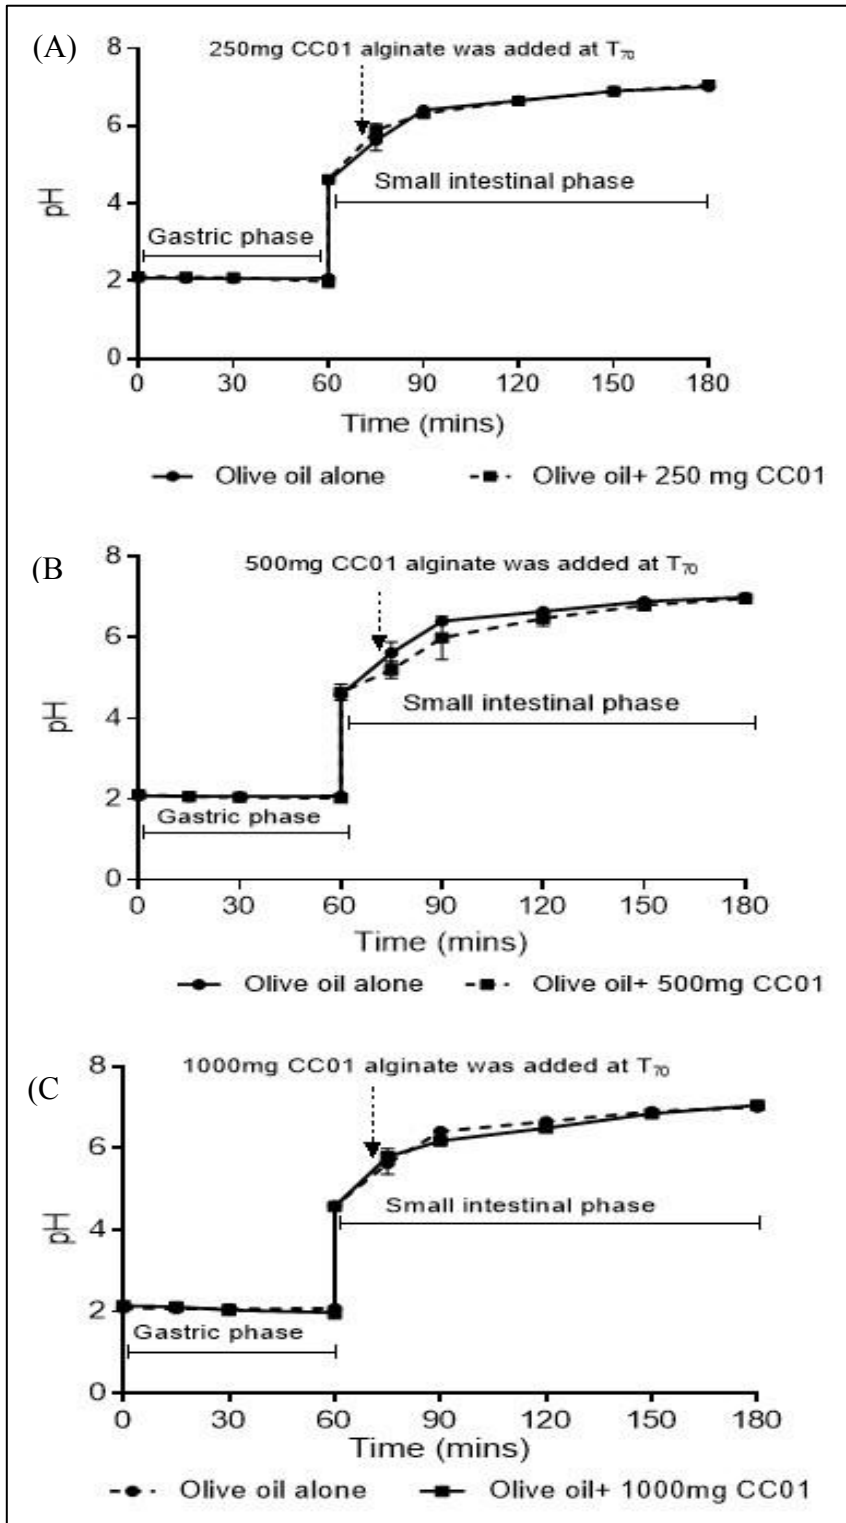 (A)
250mg CC01 alginate was added at T70
8
6
4
2
0
pH
Small intestinal phase
Gastric phase
0 30 60 90 120 150 180
Time (mins)
Olive oil alone Olive oil+ 250 mg CC01
(B
500mg CC01 alginate was added at T70
8
6
4
2
0
pH
Small intestinal phase
Gastric phase
0 30 60 90 120 150 180
Time (mins)
Olive oil alone Olive oil+ 500mg CC01
(C
1000mg CC01 alginate was added at T70
8
6
4
2
0
pH
Small intestinal phase
Gastric phase
0 30 60 90 120 150 180
Time (mins)
Olive oil alone Olive oil+ 1000mg CC01